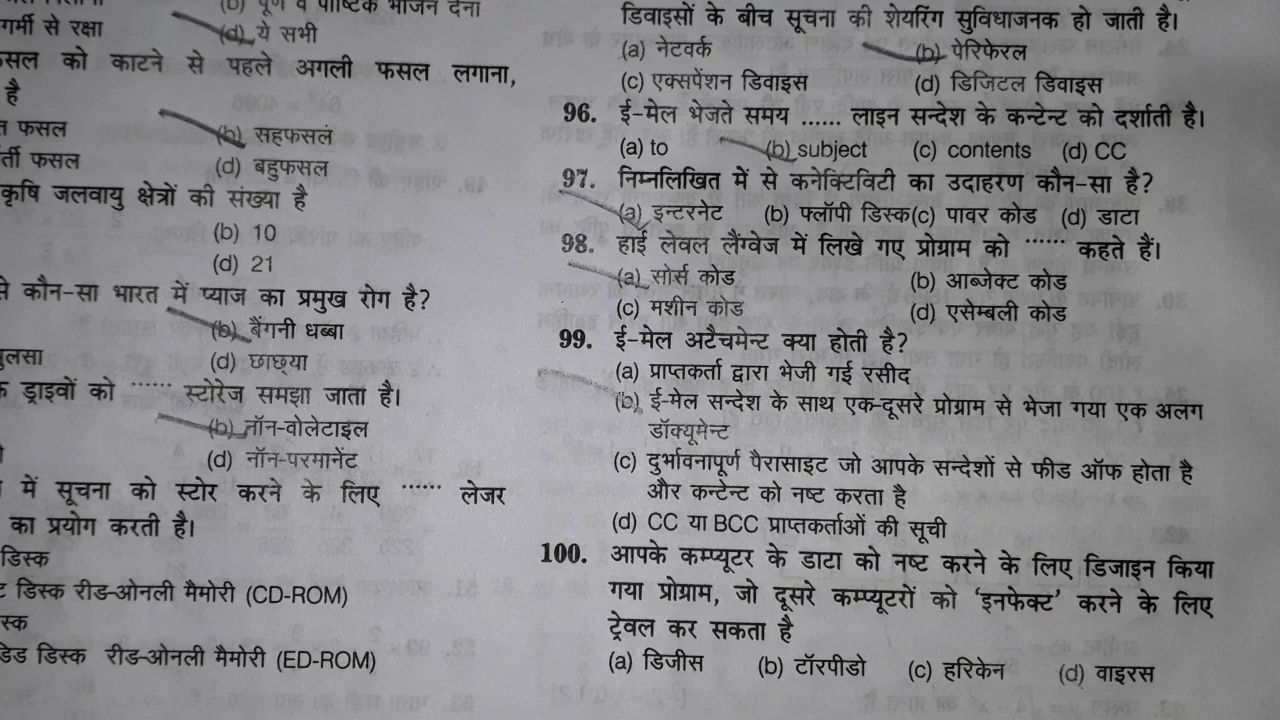 (b) पूर्ण व पौष्टिक भोजन देना
गर्मी से रक्षा (d) ये सभी
सल को काटने से पहले अगली फसल लगाना,
है
फसल (b) सहफसलं
र्ती फसल (d) बहुफसल
कृषि जलवायु क्षेत्रों की संख्या है
(b) 10
(d) 21
से कौन-सा भारत में प्याज का प्रमुख रोग है?
(b) बैंगनी धब्बा
ुलसा (d) छाछ्या
ड्राइवों को ...... स्टोरेज समझा जाता है।
(b) नॉन-वोलेटाइल
(d) नॉन-परमानेंट
में सूचना को स्टोर करने के लिए ...... लेजर
का प्रयोग करती है।
डिस्क
डिस्क रीड-ओनली मैमोरी (CD-ROM)
स्क
डेड डिस्क रीड-ओनली मैमोरी (ED-ROM)
डिवाइसों के बीच सूचना की शेयरिंग सुविधाजनक हो जाती है।
(a) नेटवर्क (b) पेरिफेरल
(c) एक्सपेंशन डिवाइस (d) डिजिटल डिवाइस
96. ई-मेल भेजते समय ...... लाइन सन्देश के कन्टेन्ट को दर्शाती है।
(a) to (b) subject (c) contents (d) CC
97. निम्नलिखित में से कनेक्टिविटी का उदाहरण कौन-सा है?
(a) इन्टरनेट (b) फ्लॉपी डिस्क(c) पावर कोड (d) डाटा
98. हाई लेवल लैंग्वेज में लिखे गए प्रोग्राम को ...... कहते हैं।
(a) सोर्स कोड (b) आब्जेक्ट कोड
(c) मशीन कोड (d) एसेम्बली कोड
99. ई-मेल अटैचमेन्ट क्या होती है?
(a) प्राप्तकर्ता द्वारा भेजी गई रसीद
(b) ई-मेल सन्देश के साथ एक-दूसरे प्रोग्राम से भेजा गया एक अलग
डॉक्यूमेन्ट
(c) दुर्भावनापूर्ण पैरासाइट जो आपके सन्देशों से फीड ऑफ होता है
और कन्टेन्ट को नष्ट करता है
(d) CC या BCC प्राप्तकर्ताओं की सूची
100. आपके कम्प्यूटर के डाटा को नष्ट करने के लिए डिजाइन किया
गया प्रोग्राम, जो दूसरे कम्प्यूटरों को 'इनफेक्ट' करने के लिए
ट्रेवल कर सकता है
(a) डिजीस (b) टॉरपीडो (c) हरिकेन (d) वाइरस